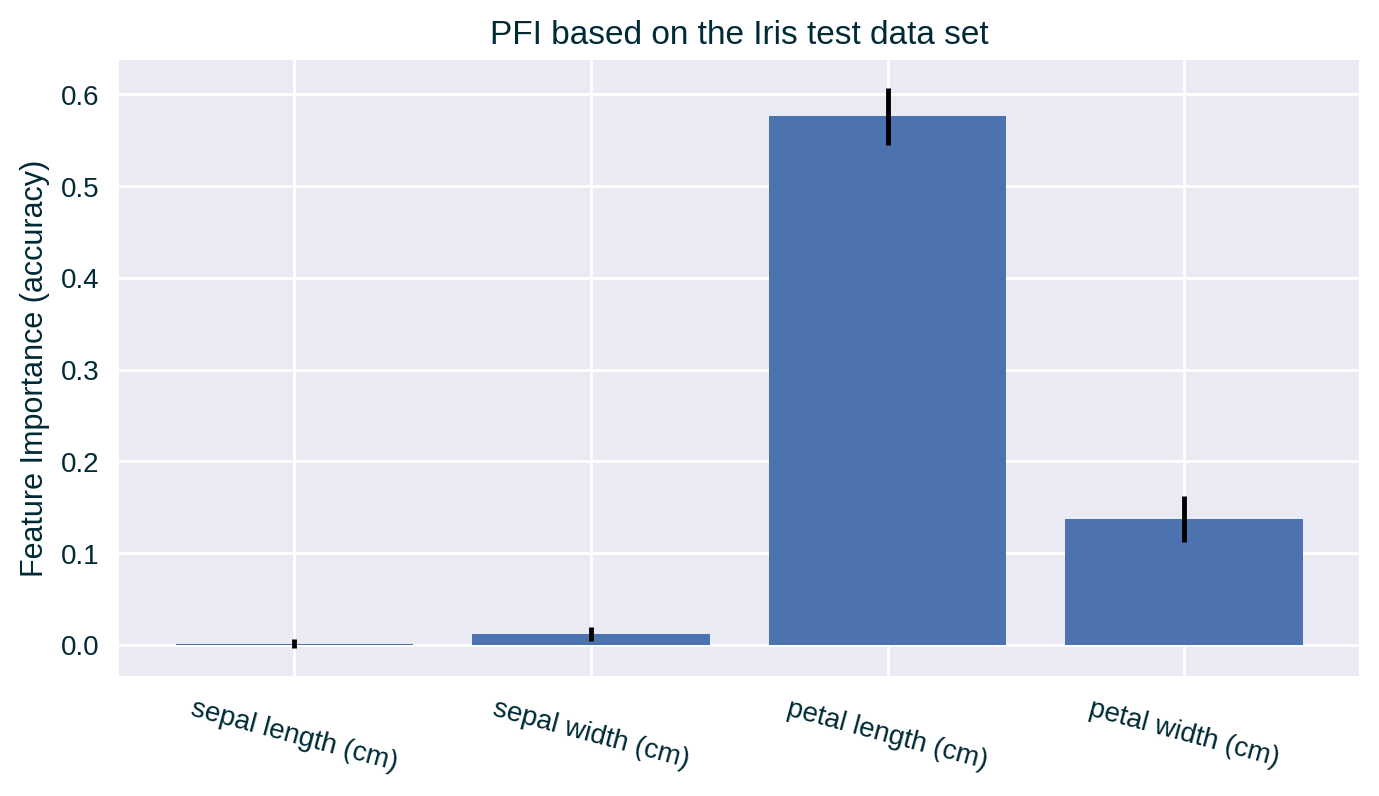 PFI based on the Iris test data set
Feature Importance (accuracy)
0.6
0.5
0.4
0.3
0.2
0.1
0.0
sepal length (cm)
sepal width (cm)
petal length (cm)
petal width (cm)